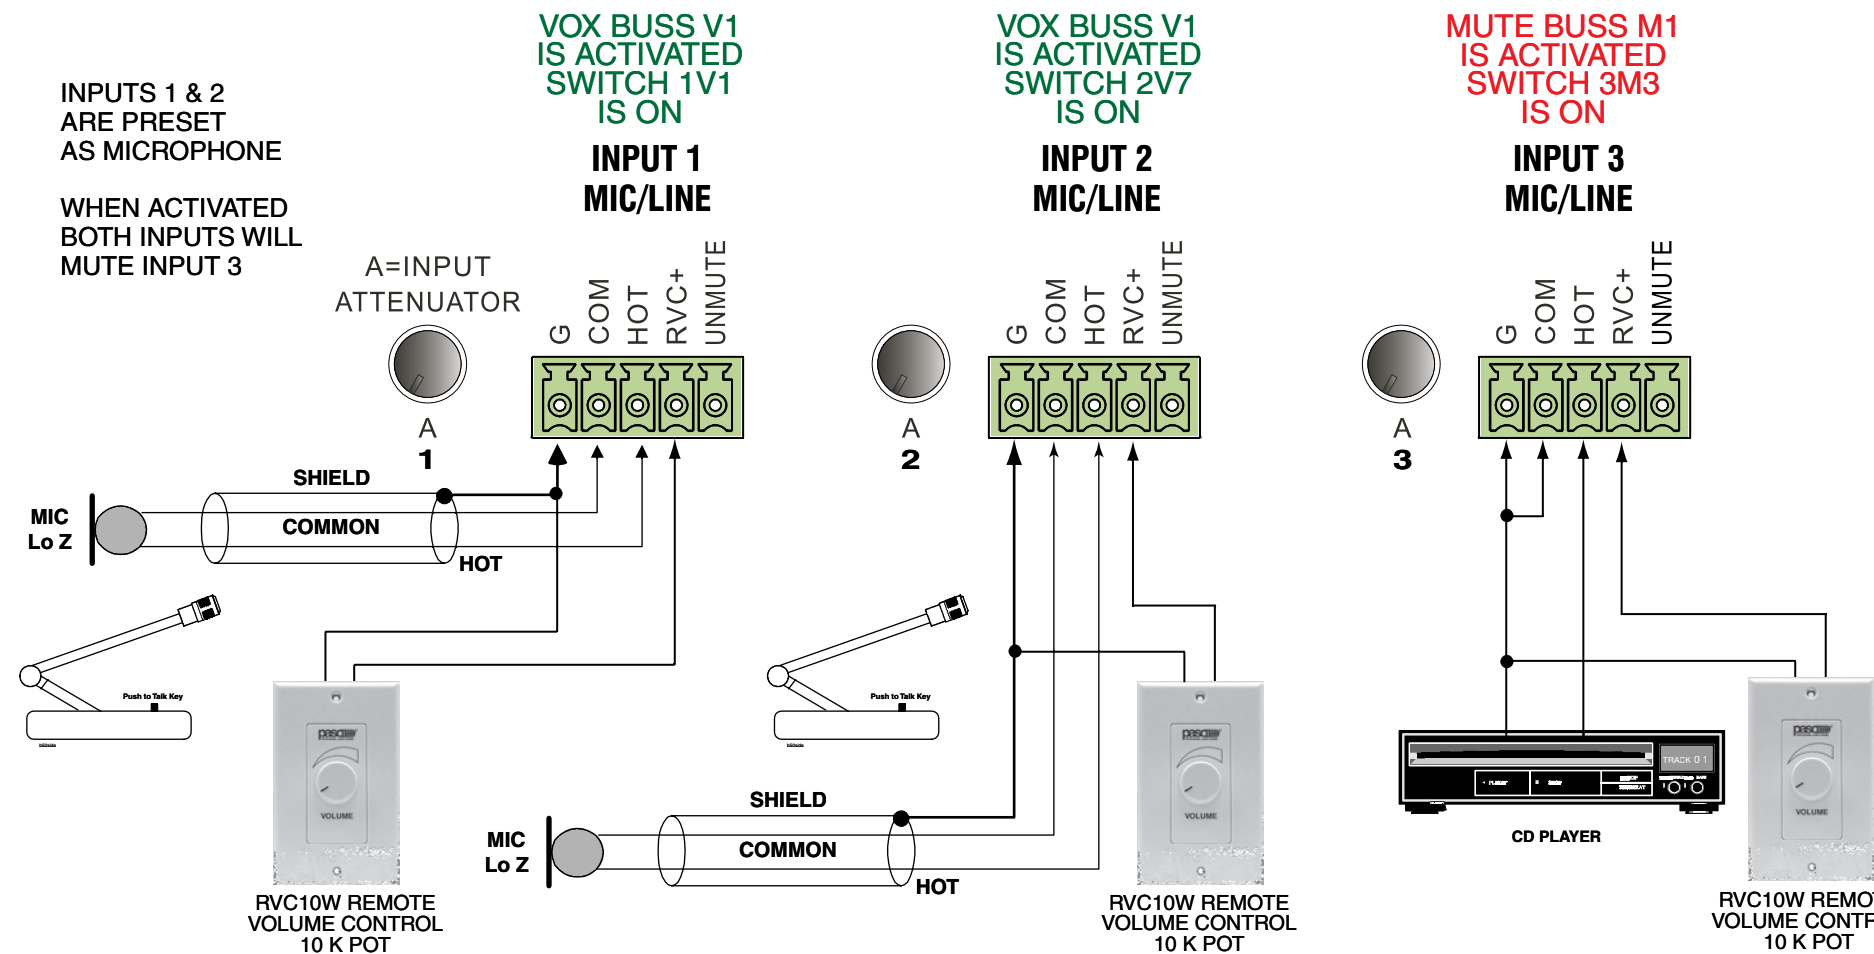 INPUTS 1 & 2
ARE PRESET
AS MICROPHONE
WHEN ACTIVATED
BOTH INPUTS WILL
MUTE INPUT 3
VOX BUSS V1
IS ACTIVATED
SWITCH 1V1
IS ON
INPUT 1
MIC/LINE
A=INPUT
ATTENUATOR
G
COM
HOT
RVC+
UNMUTE
A
1
SHIELD
COMMON
HOT
MIC
Lo Z
Push to Talk Key
VOLUME
RVC10W REMOTE
VOLUME CONTROL
10 K POT
VOX BUSS V1
IS ACTIVATED
SWITCH 2V7
IS ON
INPUT 2
MIC/LINE
G
COM
HOT
RVC+
UNMUTE
A
2
Push to Talk Key
SHIELD
COMMON
HOT
MIC
Lo Z
VOLUME
RVC10W REMOTE
VOLUME CONTROL
10 K POT
MUTE BUSS M1
IS ACTIVATED
SWITCH 3M3
IS ON
INPUT 3
MIC/LINE
G
COM
HOT
RVC+
UNMUTE
A
3
TRACK 01
CD PLAYER
VOLUME
RVC10W REMO
VOLUME CONTR
10 K POT